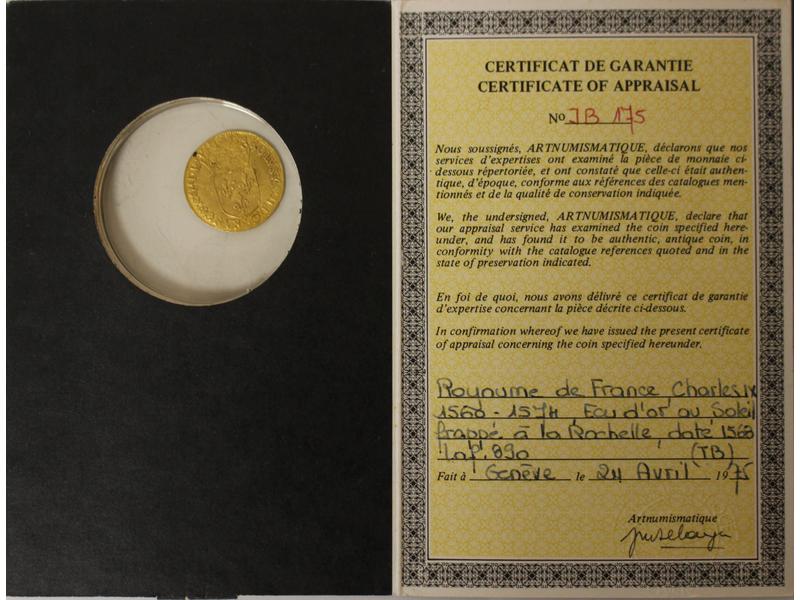 CERTIFICAT DE GARANTIE
CERTIFICATE OF APPRAISAL
No JB 175
Nous soussignés, ARTNUMISMATIQUE, déclarons que nos
services d'expertises ont examiné la pièce de monnaie ci-
dessous répertoriée, et ont constaté que celle-ci était authen-
tique, d'époque, conforme aux références des catalogues men-
tionnés et de la qualité de conservation indiquée.
We, the undersigned, ARTNUMISMATIQUE, declare that
our appraisal service has examined the coin specified here-
under, and has found it to be authentic, antique coin, in
conformity with the catalogue references quoted and in the
state of preservation indicated.
En foi de quoi, nous avons délivré ce certificat de garantie
d'expertise concernant la pièce décrite ci-dessous.
In confirmation whereof we have issued the present certificate
of appraisal concerning the coin specified hereunder.
Royaume de France, Charles IX
1560 - 1574, Ecu d'or au Soleil
frappé à la Rochelle, daté 1568
Laf. 890 (TB)
Fait à Genève le 24 Avril 1975
Artnumismatique